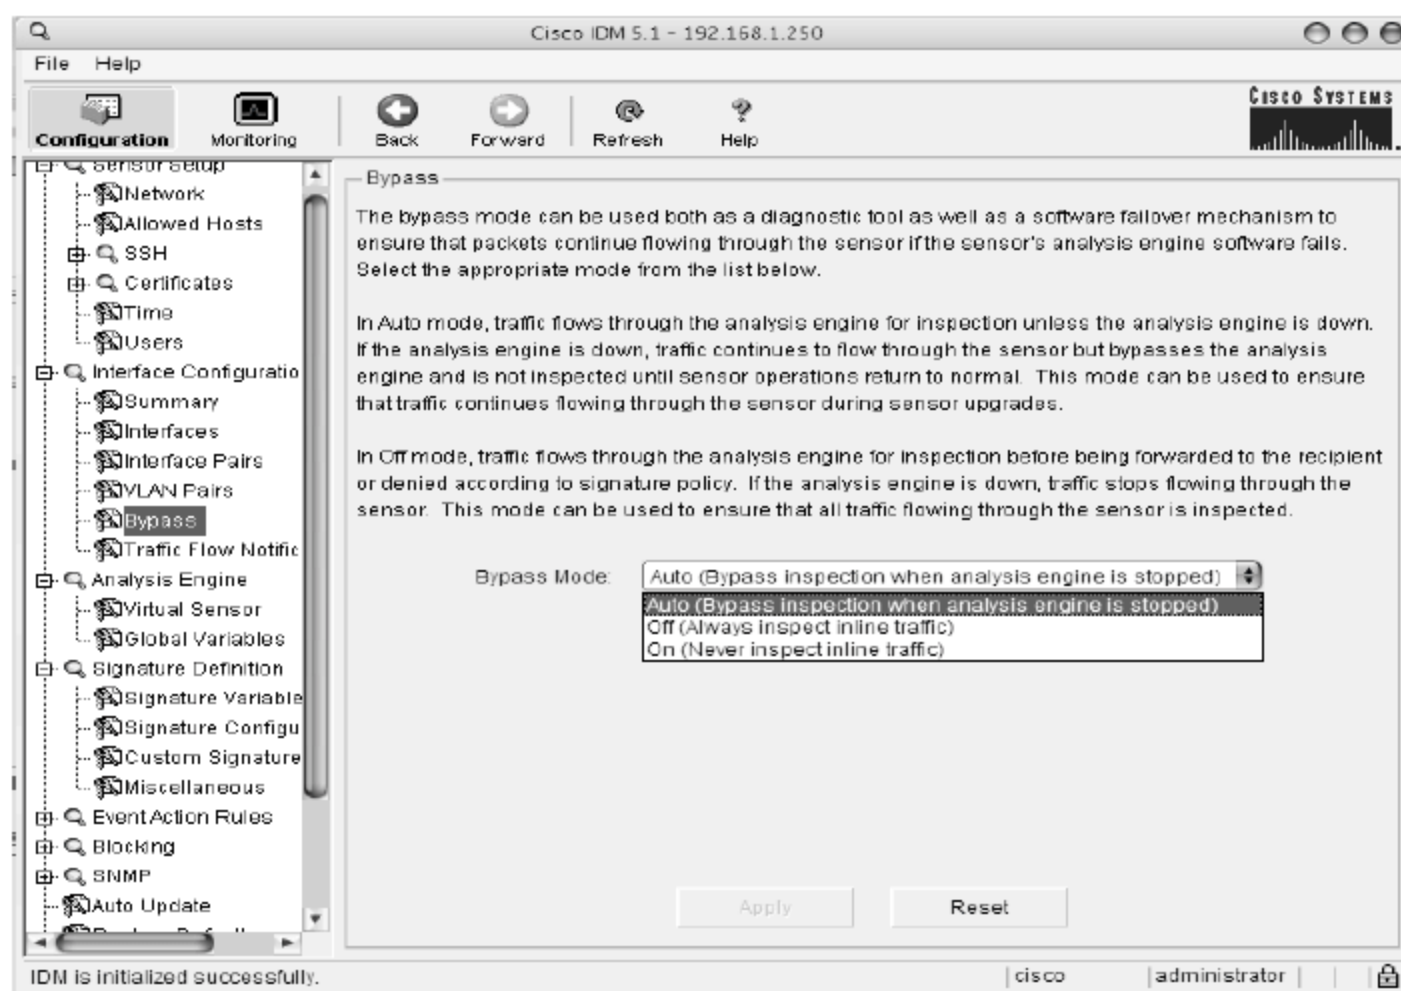 Cisco IDM 5.1 - 192.168.1.250
File Help
Configuration Monitoring Back Forward Refresh Help
CISCO SYSTEMS
Sensor Setup
Network
Allowed Hosts
SSH
Certificates
Time
Users
Interface Configuratio
Summary
Interfaces
Interface Pairs
VLAN Pairs
Bypass
Traffic Flow Notific
Analysis Engine
Virtual Sensor
Global Variables
Signature Definition
Signature Variable
Signature Configu
Custom Signature
Miscellaneous
Event Action Rules
Blocking
SNMP
Auto Update
Bypass
The bypass mode can be used both as a diagnostic tool as well as a software failover mechanism to
ensure that packets continue flowing through the sensor if the sensor's analysis engine software fails.
Select the appropriate mode from the list below.
In Auto mode, traffic flows through the analysis engine for inspection unless the analysis engine is down.
If the analysis engine is down, traffic continues to flow through the sensor but bypasses the analysis
engine and is not inspected until sensor operations return to normal. This mode can be used to ensure
that traffic continues flowing through the sensor during sensor upgrades.
In Off mode, traffic flows through the analysis engine for inspection before being forwarded to the recipient
or denied according to signature policy. If the analysis engine is down, traffic stops flowing through the
sensor. This mode can be used to ensure that all traffic flowing through the sensor is inspected.
Bypass Mode: Auto (Bypass inspection when analysis engine is stopped)
Auto (Bypass inspection when analysis engine is stopped)
Off (Always inspect inline traffic)
On (Never inspect inline traffic)
Apply Reset
IDM is initialized successfully. cisco administrator